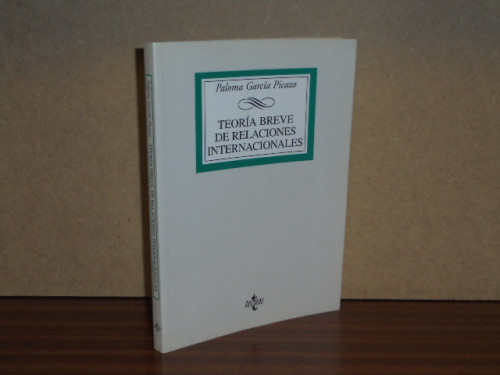 Paloma García Picazo
TEORÍA BREVE
DE RELACIONES
INTERNACIONALES
tecnos